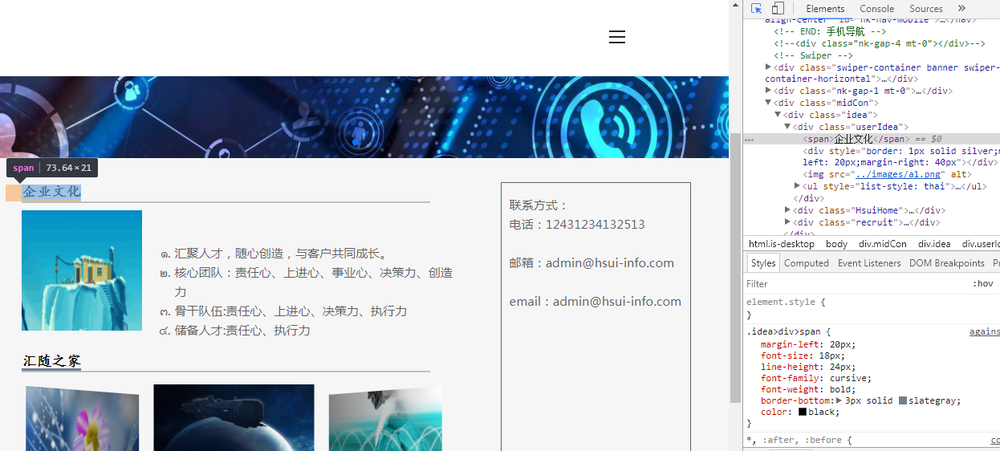 Elements Console Sources »
align-center" id="nk-nav-mobile">…</nav>
<!-- END: 手机导航 -->
<!--<div class="nk-gap-4 mt-0"></div>-->
<!-- Swiper -->
<div class="swiper-container banner swiper-
container-horizontal">…</div>
<div class="nk-gap-1 mt-0">…</div>
<div class="midCon">
<div class="idea">
<div class="userIdea">
<span>企业文化</span> == $0
<div style="border: 1px solid silver;m
left: 20px;margin-right: 40px"></div>
<img src="../images/a1.png" alt>
<ul style="list-style: thai">…</ul>
</div>
<div class="HsuiHome">…</div>
<div class="recruit">…</div>
</div>
html.is-desktop body div.midCon div.idea div.userId
Styles Computed Event Listeners DOM Breakpoints Pr
Filter :hov
element.style {
}
.idea>div>span { agains
margin-left: 20px;
font-size: 18px;
line-height: 24px;
font-family: cursive;
font-weight: bold;
border-bottom: 3px solid slategray;
color: black;
}
*, :after, :before { co
span 73.64×21
企业文化
๑. 汇聚人才，随心创造，与客户共同成长。
๒. 核心团队：责任心、上进心、事业心、决策力、创造
力
๓. 骨干队伍:责任心、上进心、决策力、执行力
๔. 储备人才:责任心、执行力
汇随之家
联系方式：
电话：12431234132513
邮箱：admin@hsui-info.com
email：admin@hsui-info.com